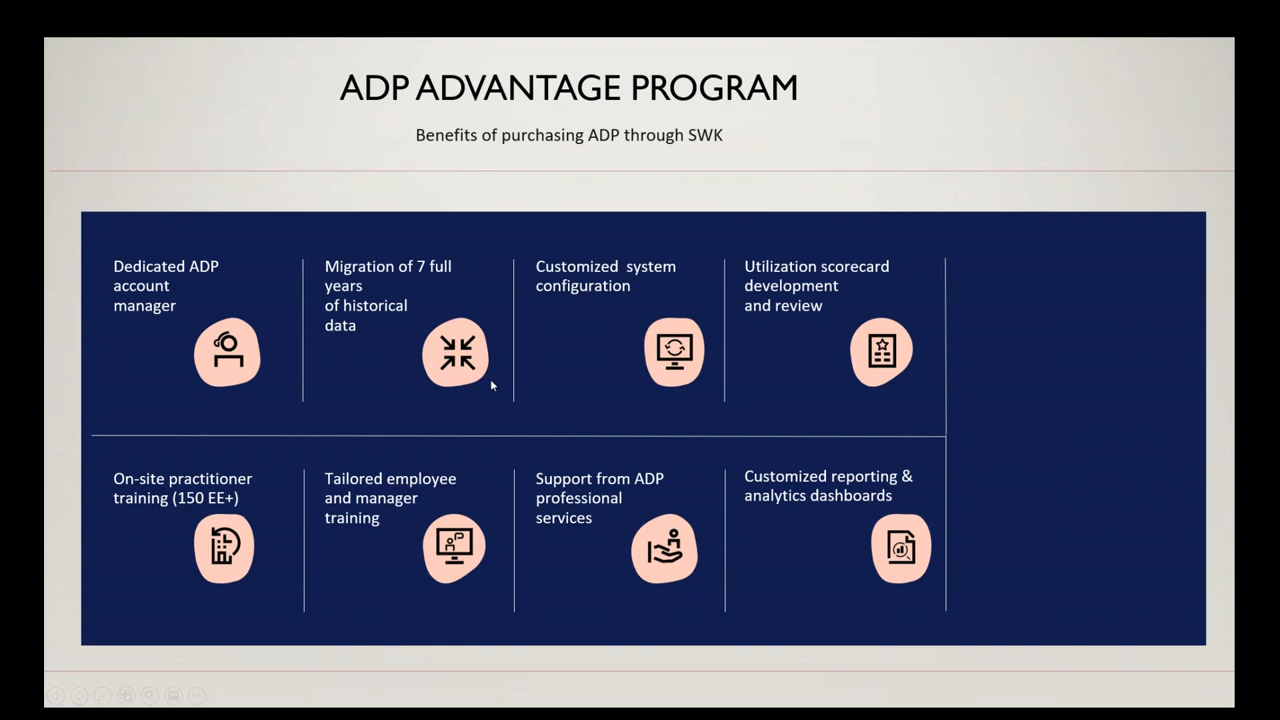 ADP ADVANTAGE PROGRAM
Benefits of purchasing ADP through SWK
Dedicated ADP
account
manager
Migration of 7 full
years
of historical
data
Customized system
configuration
Utilization scorecard
development
and review
On-site practitioner
training (150 EE+)
Tailored employee
and manager
training
Support from ADP
professional
services
Customized reporting &
analytics dashboards